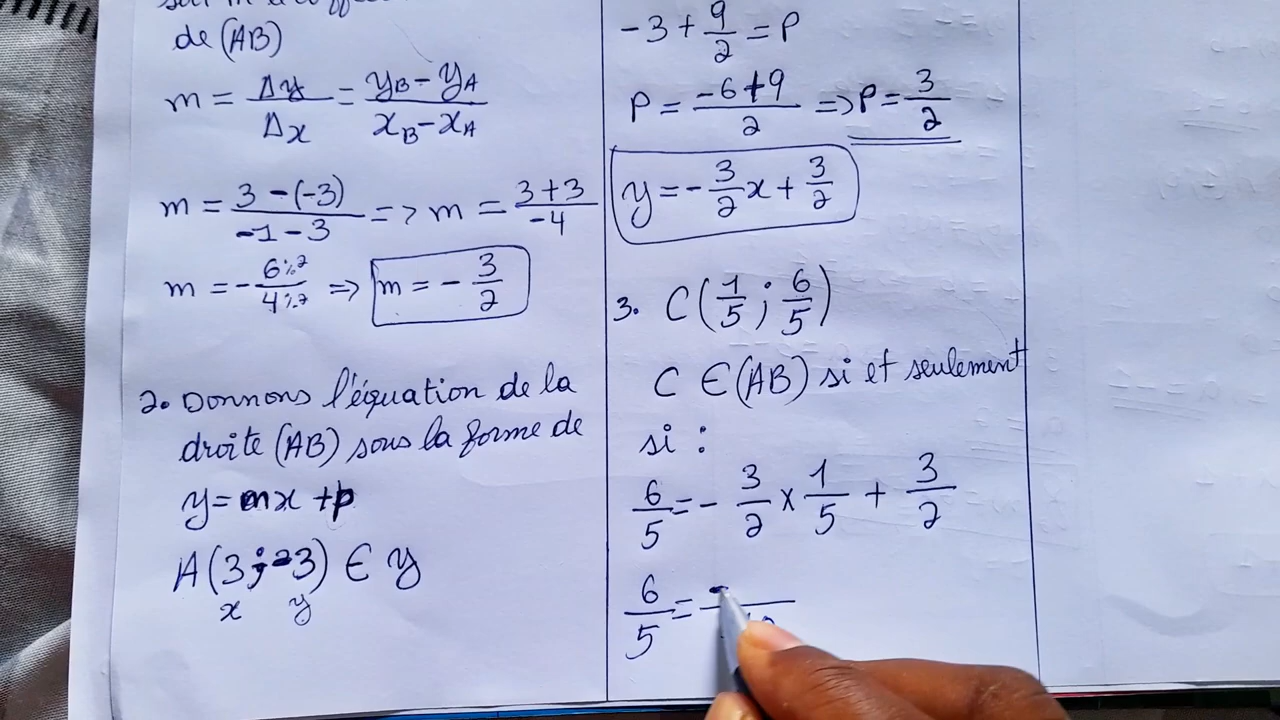 de (AB)
m = Δy/Δx = (yB - yA)/(xB - xA)
m = (3 - (-3))/(-1 - 3) => m = (3 + 3)/(-4)
m = - (6%2)/(4%2) => m = - 3/2
2. Donnons l'équation de la
droite (AB) sous la forme de
y = mx + p
A (3 ; -3) ∈ y
x y
-3 + 9/2 = P
P = (-6 + 9)/2 => P = 3/2
y = - 3/2 x + 3/2
3. C (1/5 ; 6/5)
C ∈ (AB) si et seulement
si :
6/5 = - 3/2 × 1/5 + 3/2
6/5 = -